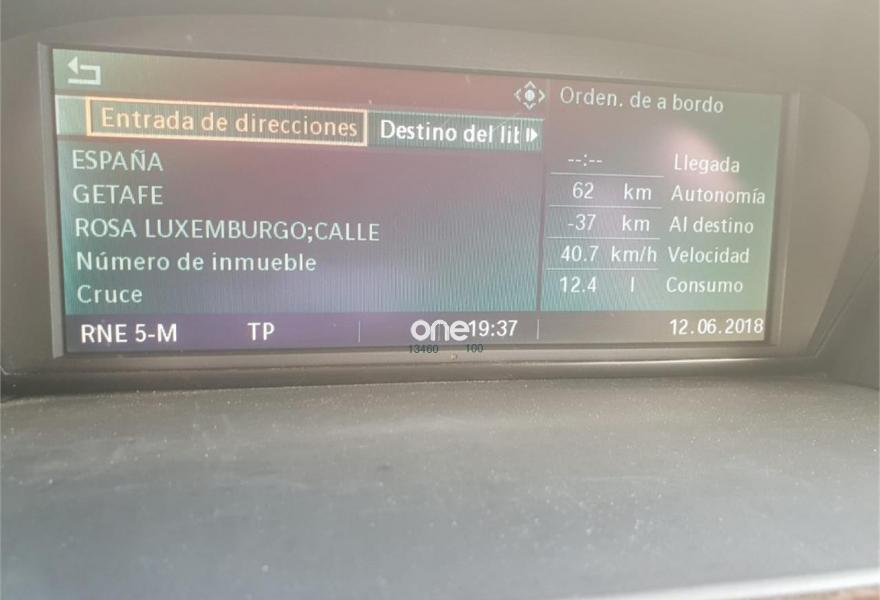 Entrada de direcciones
Destino del lib
ESPAÑA
GETAFE
ROSA LUXEMBURGO;CALLE
Número de inmueble
Cruce
Orden. de a bordo
--:-- Llegada
62 km Autonomía
-37 km Al destino
40.7 km/h Velocidad
12.4 l Consumo
RNE 5-M TP one 19:37 12.06.2018
13460 100